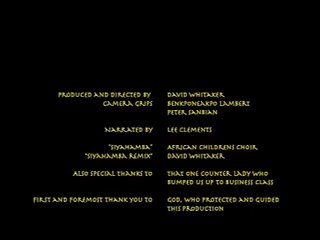 PRODUCED AND DIRECTED BY DAVID WHITAKER
CAMERA GRIPS BENKPONEAKPO LAMBERT
PETER SANBIAN
NARRATED BY LEE CLEMENTS
"SIYAHAMBA" AFRICAN CHILDRENS CHOIR
"SIYAHAMBA REMIX" DAVID WHITAKER
ALSO SPECIAL THANKS TO THAT ONE COUNTER LADY WHO
BUMPED US UP TO BUSINESS CLASS
FIRST AND FOREMOST THANK YOU TO GOD, WHO PROTECTED AND GUIDED
THIS PRODUCTION